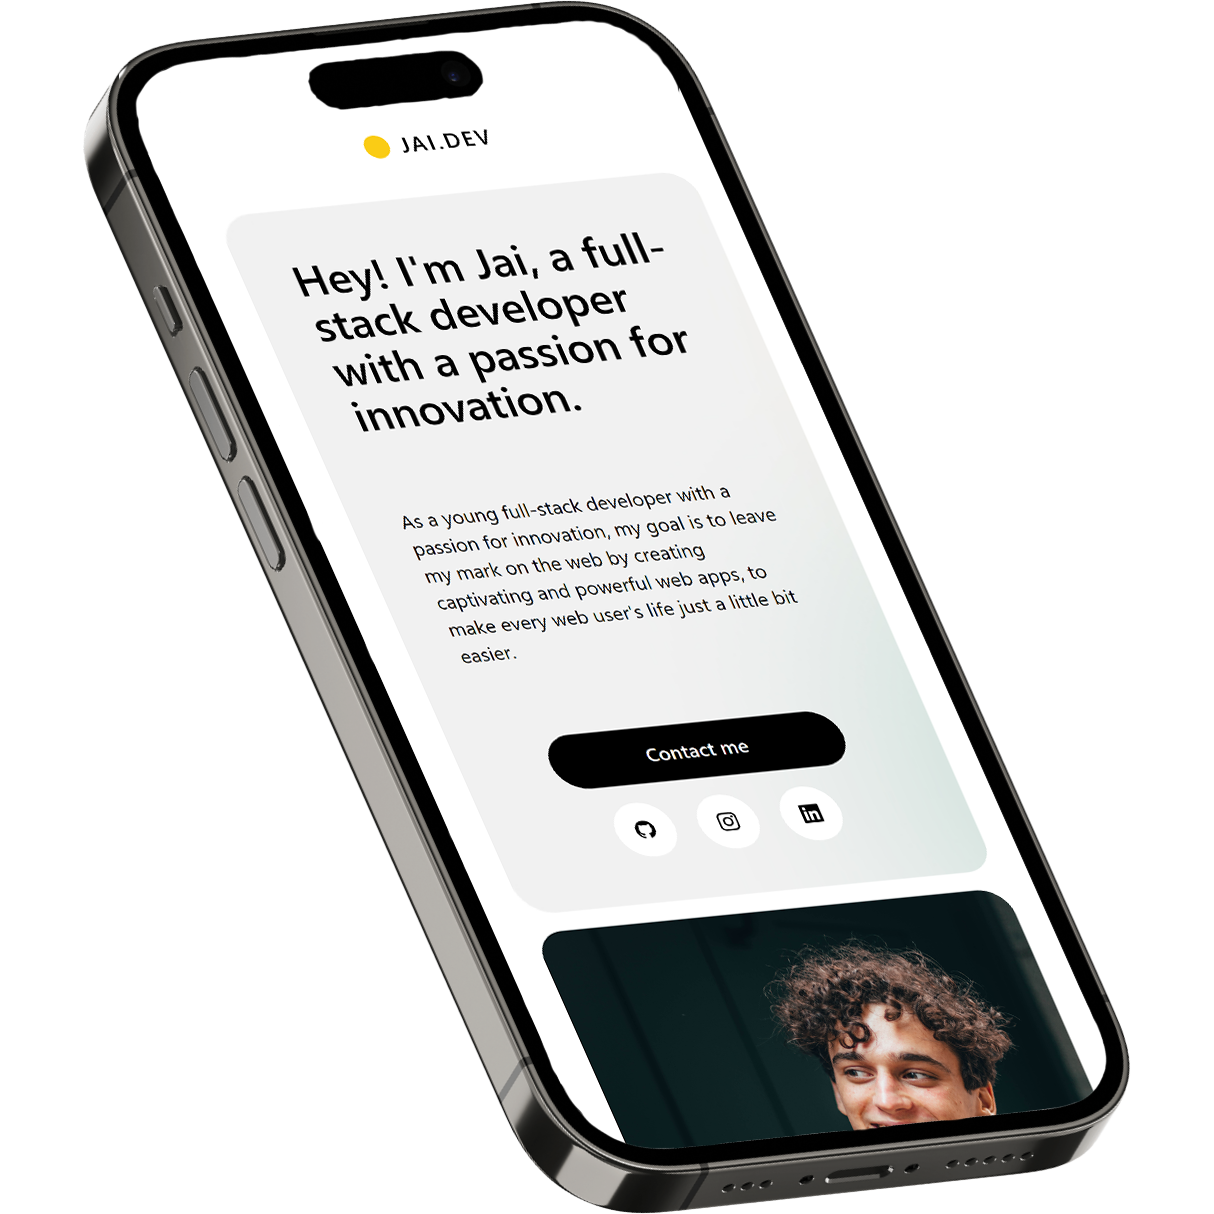 JAI.DEV
Hey! I'm Jai, a full-
stack developer
with a passion for
innovation.
As a young full-stack developer with a
passion for innovation, my goal is to leave
my mark on the web by creating
captivating and powerful web apps, to
make every web user's life just a little bit
easier.
Contact me
in